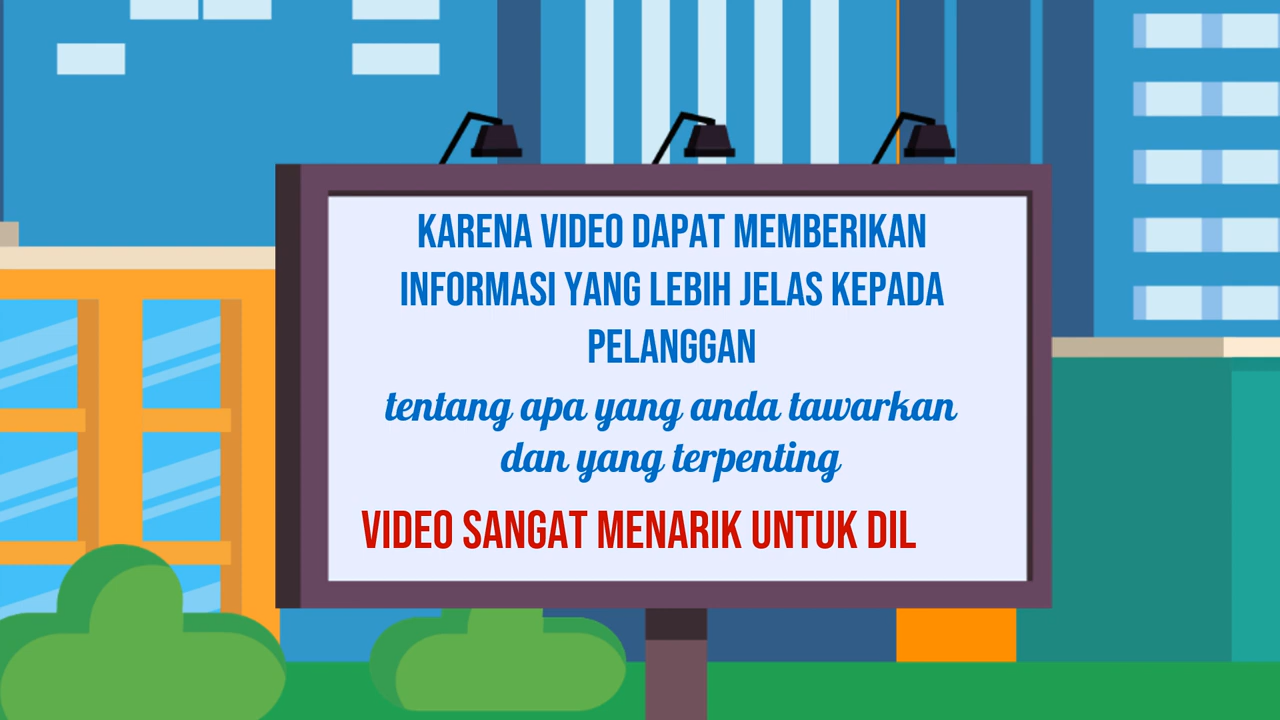 KARENA VIDEO DAPAT MEMBERIKAN
INFORMASI YANG LEBIH JELAS KEPADA
PELANGGAN
tentang apa yang anda tawarkan
dan yang terpenting
VIDEO SANGAT MENARIK UNTUK DIL